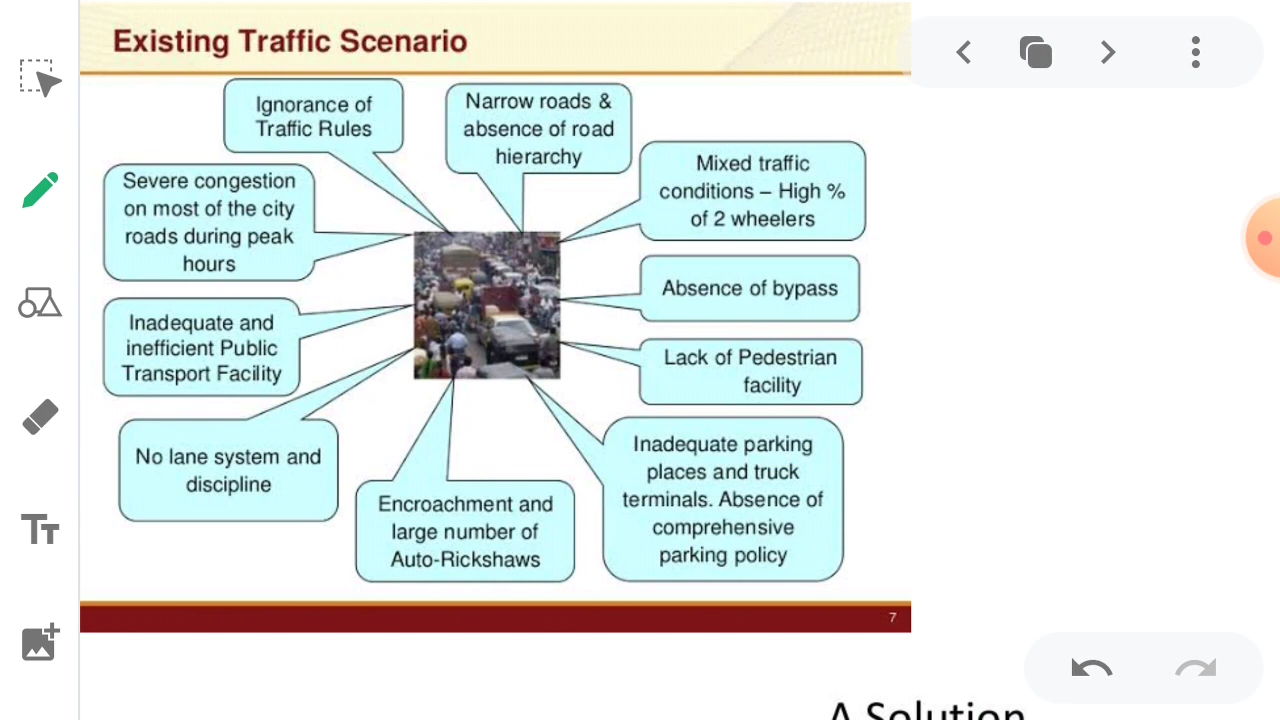 Existing Traffic Scenario
Ignorance of
Traffic Rules
Narrow roads &
absence of road
hierarchy
Mixed traffic
conditions – High %
of 2 wheelers
Severe congestion
on most of the city
roads during peak
hours
Absence of bypass
Inadequate and
inefficient Public
Transport Facility
Lack of Pedestrian
facility
No lane system and
discipline
Encroachment and
large number of
Auto-Rickshaws
Inadequate parking
places and truck
terminals. Absence of
comprehensive
parking policy
7
A Solution